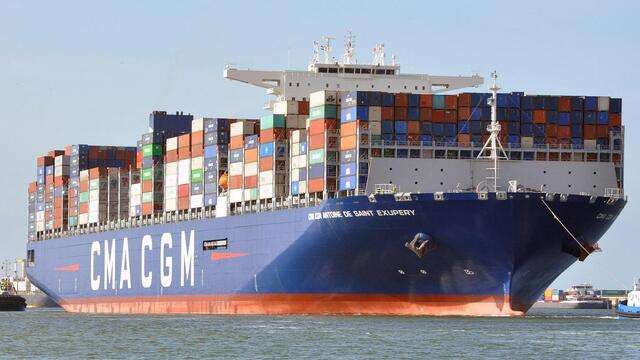 CMA CGM ANTOINE DE SAINT EXUPERY
CMA CGM